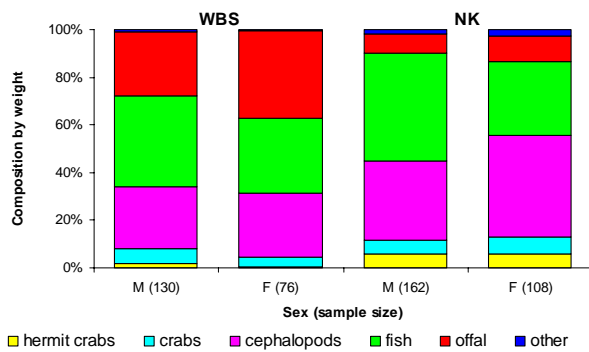 WBS NK
100%
80%
60%
40%
20%
0%
Composition by weight
M (130) F (76) M (162) F (108)
Sex (sample size)
hermit crabs crabs cephalopods fish offal other